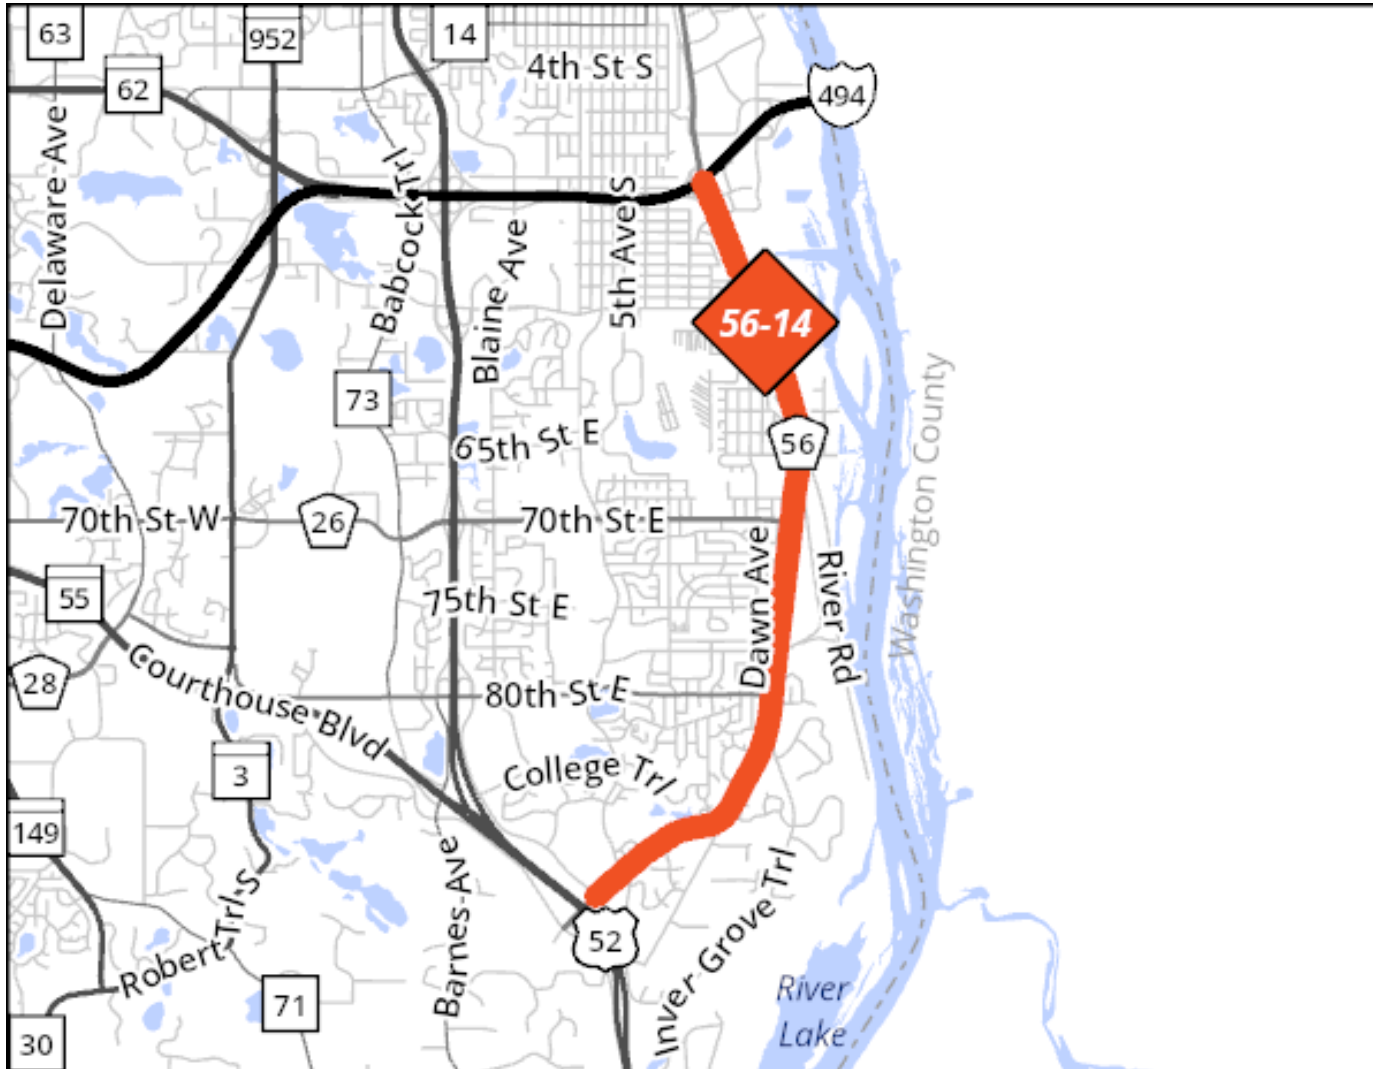 63
952
14
4th St S
62
494
Delaware Ave
Babcock Trl
5th Ave S
Blaine Ave
56-14
73
65th St E
56
Washington County
70th St W
26
70th St E
Dawn Ave
River Rd
55
75th St E
28
Courthouse Blvd
80th St E
3
College Trl
149
Robert Trl S
Barnes Ave
Inver Grove Trl
52
71
River
Lake
30